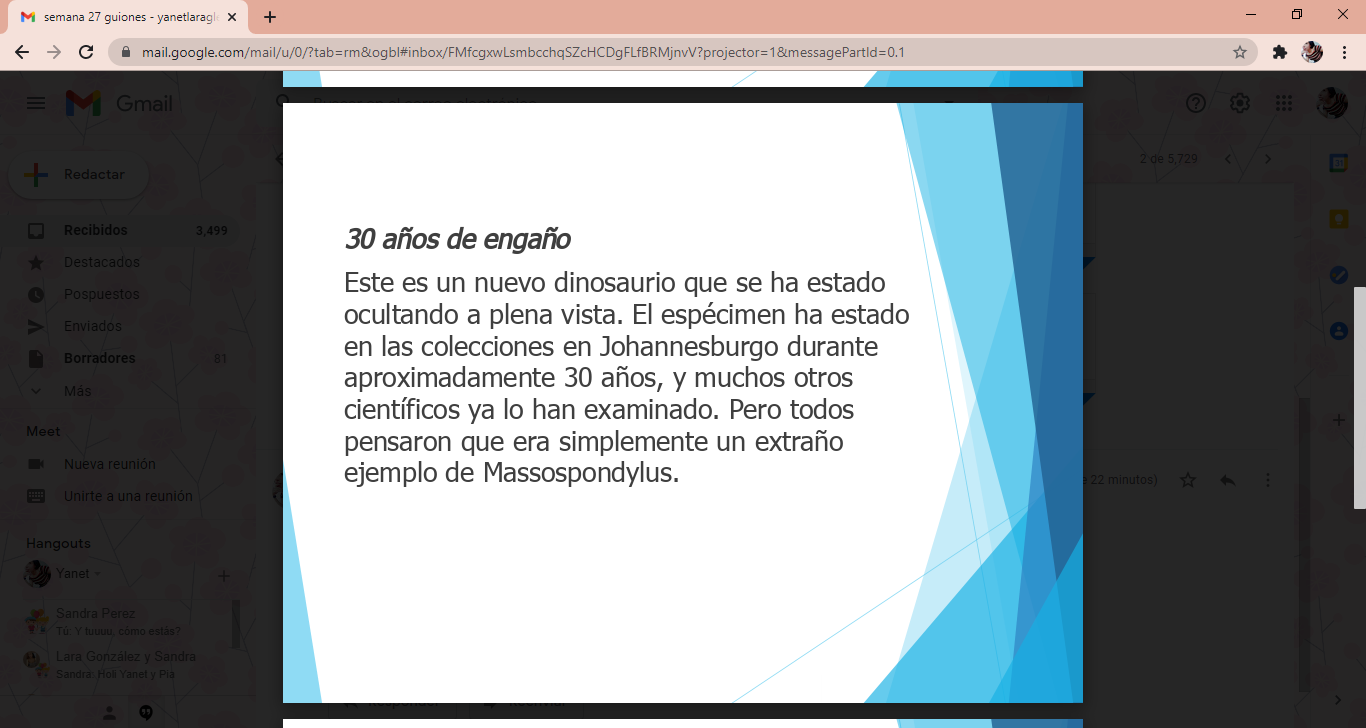 semana 27 guiones - yanetlaragl
mail.google.com/mail/u/0/?tab=rm&ogbl#inbox/FMfcgxwLsmbcchqSZcHCDgFLfBRMjnvV?projector=1&messagePartId=0.1
Gmail
2 de 5,729
Redactar
Recibidos 3,499
Destacados
Pospuestos
Enviados
Borradores 81
Más
Meet
Nueva reunión
Unirte a una reunión
Hangouts
Yanet
Sandra Perez
Tú: Y tuuuu, cómo estás?
Lara González y Sandra
Sandra: Holi Yanet y Pia
30 años de engaño
Este es un nuevo dinosaurio que se ha estado
ocultando a plena vista. El espécimen ha estado
en las colecciones en Johannesburgo durante
aproximadamente 30 años, y muchos otros
científicos ya lo han examinado. Pero todos
pensaron que era simplemente un extraño
ejemplo de Massospondylus.
22 minutos)
Responder Reenviar